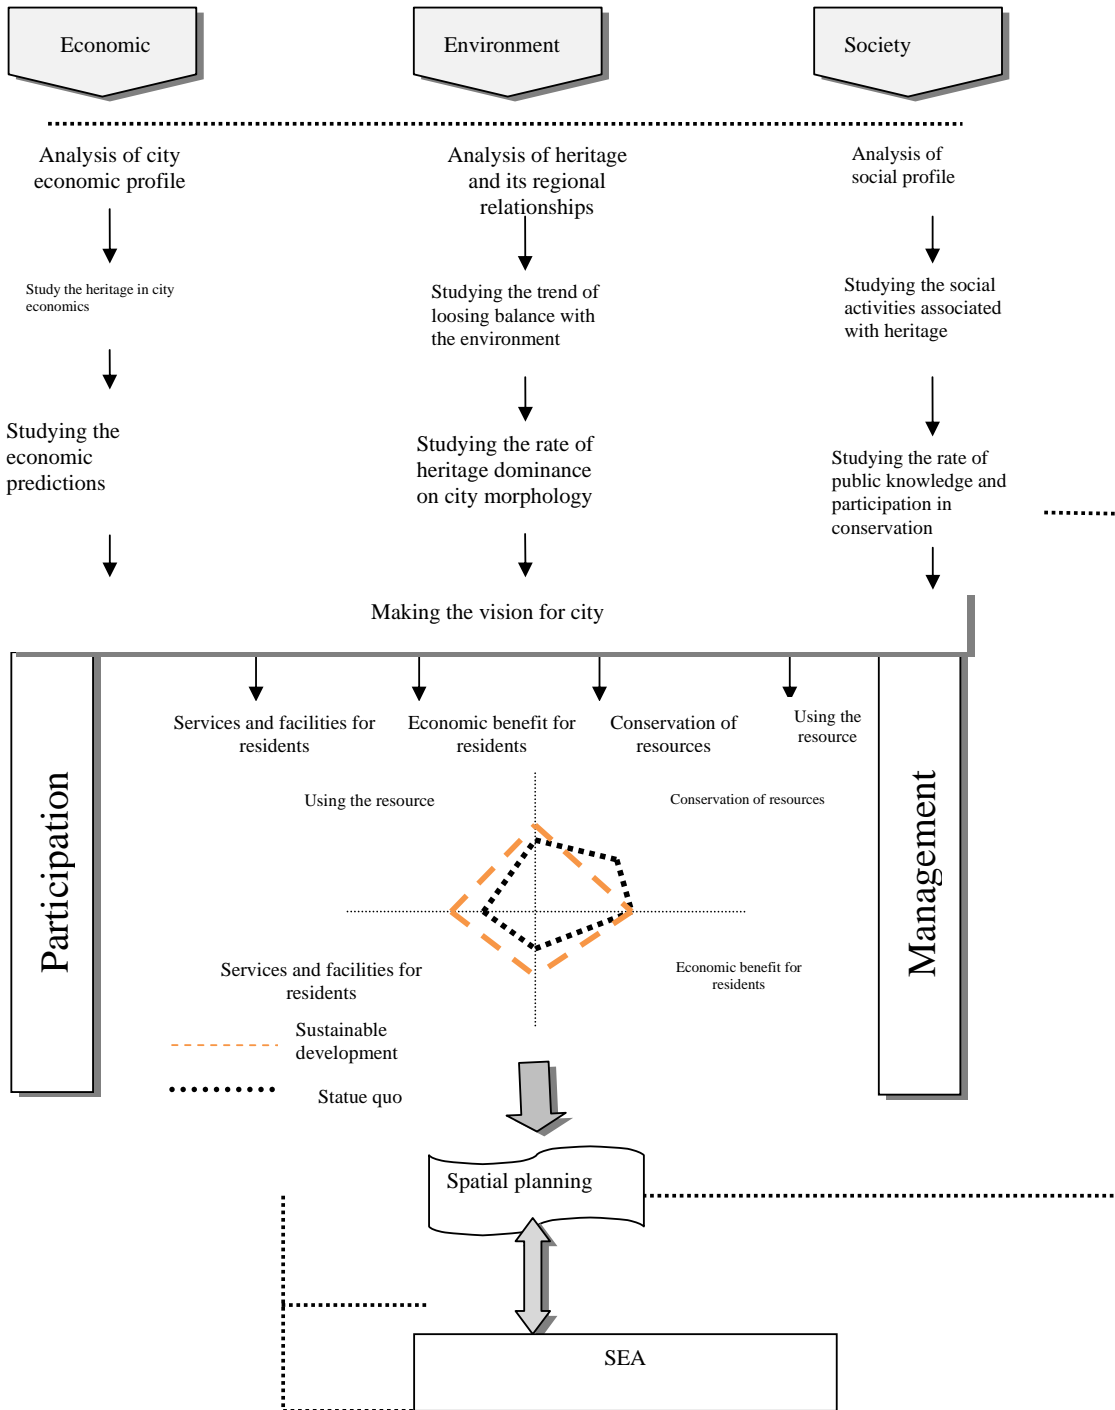 Economic
Environment
Society
Analysis of city
economic profile
Analysis of heritage
and its regional
relationships
Analysis of
social profile
Study the heritage in city
economics
Studying the trend of
loosing balance with
the environment
Studying the social
activities associated
with heritage
Studying the
economic
predictions
Studying the rate of
heritage dominance
on city morphology
Studying the rate of
public knowledge and
participation in
conservation
Making the vision for city
Participation
Services and facilities for
residents
Economic benefit for
residents
Conservation of
resources
Using the
resource
Management
Using the resource
Conservation of resources
Services and facilities for
residents
Economic benefit for
residents
Sustainable
development
Statue quo
Spatial planning
SEA